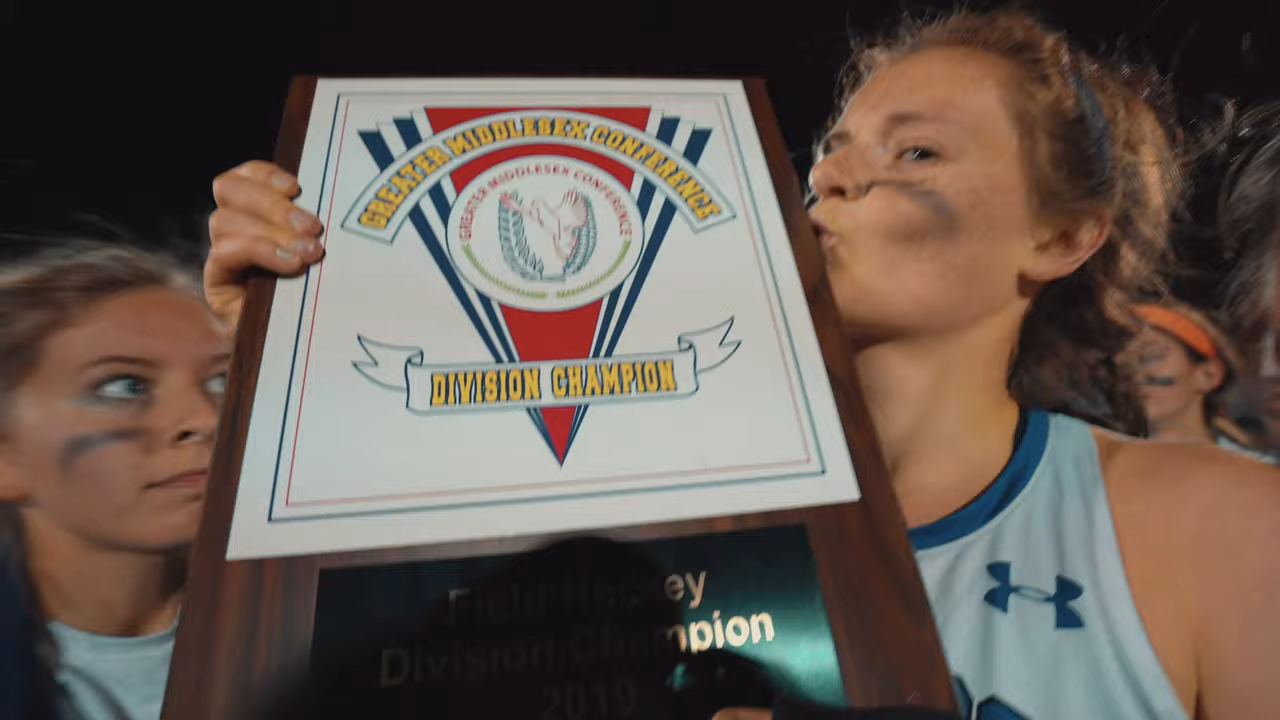 GREATER MIDDLESEX CONFERENCE
GREATER MIDDLESEX CONFERENCE
DIVISION CHAMPION
Field Hockey
Division Champion
2019